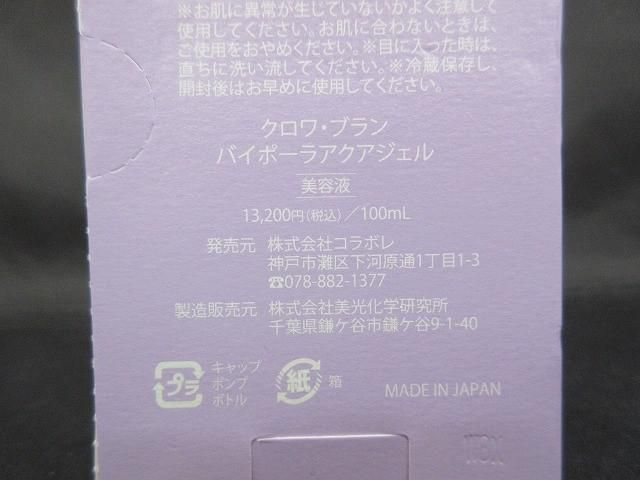 ※お肌に異常が生じていないかよく注意して
使用してください。お肌に合わないときは、
ご使用をおやめください。※目に入った時は、
直ちに洗い流してください。※冷蔵保存し、
開封後はお早めに使用してください。
クロワ・ブラン
バイポーラアクアジェル
美容液
13,200円(税込)／100mL
発売元 株式会社コラボレ
神戸市灘区下河原通1丁目1-3
☎078-882-1377
製造販売元 株式会社美光化学研究所
千葉県鎌ケ谷市鎌ケ谷9-1-40
プラ キャップ
ポンプ
ボトル
紙 箱
MADE IN JAPAN